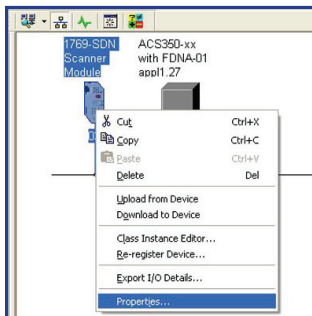 1769-SDN
Scanner
Module
ACS350-xx
with FDNA-01
appl1.27
Cut Ctrl+X
Copy Ctrl+C
Paste Ctrl+V
Delete Del
Upload from Device
Download to Device
Class Instance Editor...
Re-register Device...
Export I/O Details...
Properties...